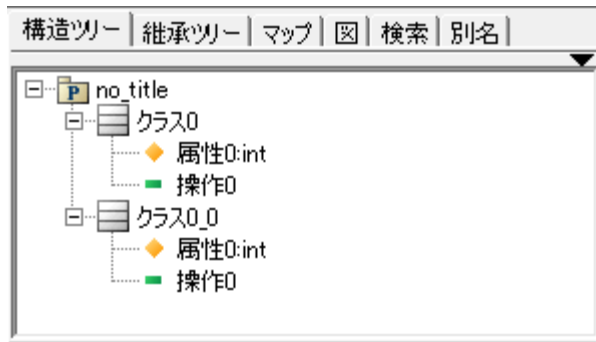 構造ツリー 継承ツリー マップ 図 検索 別名
no_title
クラス0
属性0:int
操作0
クラス0_0
属性0:int
操作0